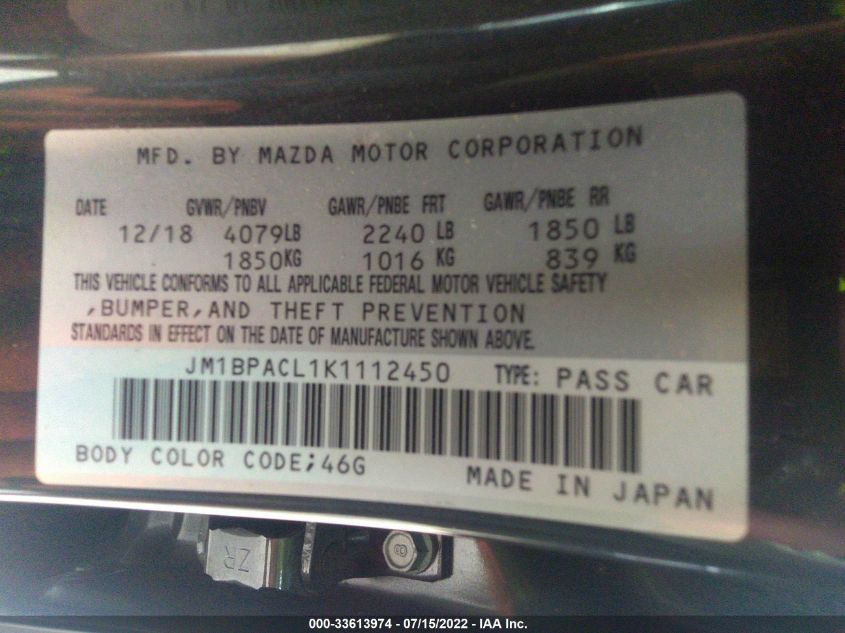 MFD. BY MAZDA MOTOR CORPORATION
DATE GVWR/PNBV GAWR/PNBE FRT GAWR/PNBE RR
12/18 4079LB 2240 LB 1850 LB
1850KG 1016 KG 839 KG
THIS VEHICLE CONFORMS TO ALL APPLICABLE FEDERAL MOTOR VEHICLE SAFETY
,BUMPER,AND THEFT PREVENTION
STANDARDS IN EFFECT ON THE DATE OF MANUFACTURE SHOWN ABOVE.
JM1BPACL1K1112450 TYPE: PASS CAR
BODY COLOR CODE;46G MADE IN JAPAN
ZR
000-33613974 - 07/15/2022 - IAA Inc.